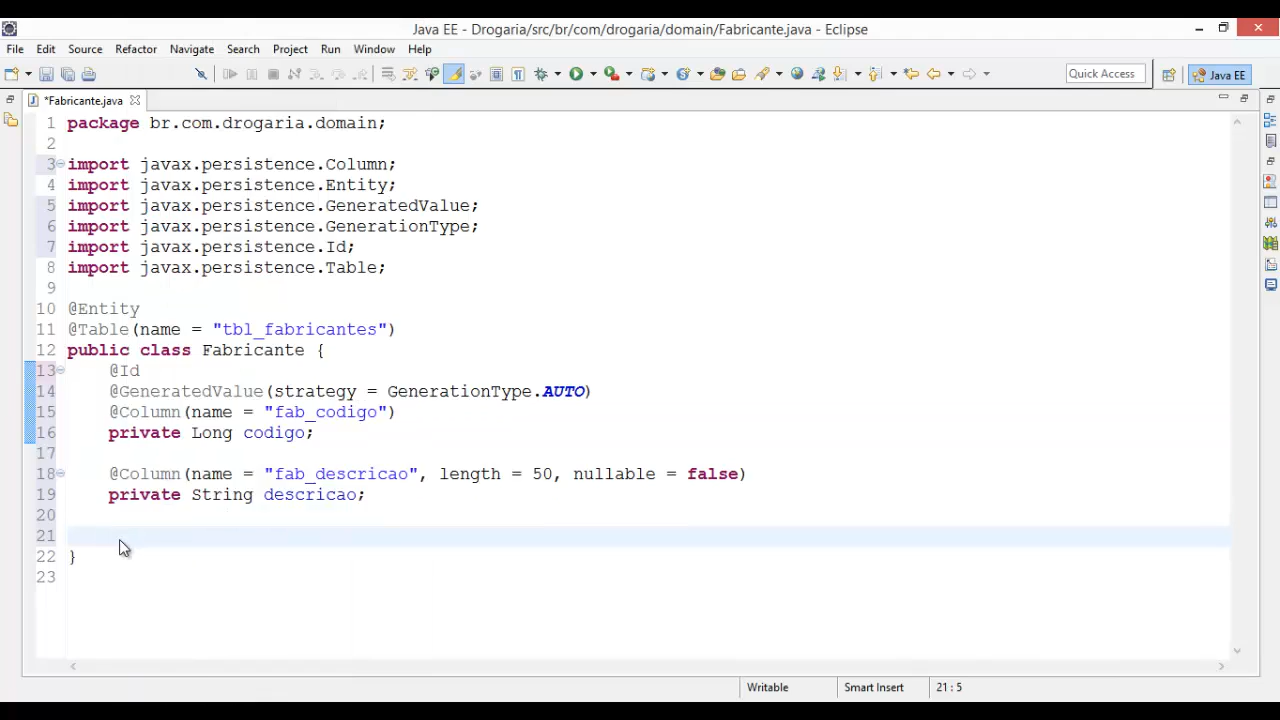 Java EE - Drogaria/src/br/com/drogaria/domain/Fabricante.java - Eclipse
File Edit Source Refactor Navigate Search Project Run Window Help
Quick Access Java EE
*Fabricante.java
1 package br.com.drogaria.domain;
2
3 import javax.persistence.Column;
4 import javax.persistence.Entity;
5 import javax.persistence.GeneratedValue;
6 import javax.persistence.GenerationType;
7 import javax.persistence.Id;
8 import javax.persistence.Table;
9
10 @Entity
11 @Table(name = "tbl_fabricantes")
12 public class Fabricante {
13 @Id
14 @GeneratedValue(strategy = GenerationType.AUTO)
15 @Column(name = "fab_codigo")
16 private Long codigo;
17
18 @Column(name = "fab_descricao", length = 50, nullable = false)
19 private String descricao;
20
21
22 }
23
Writable Smart Insert 21 : 5